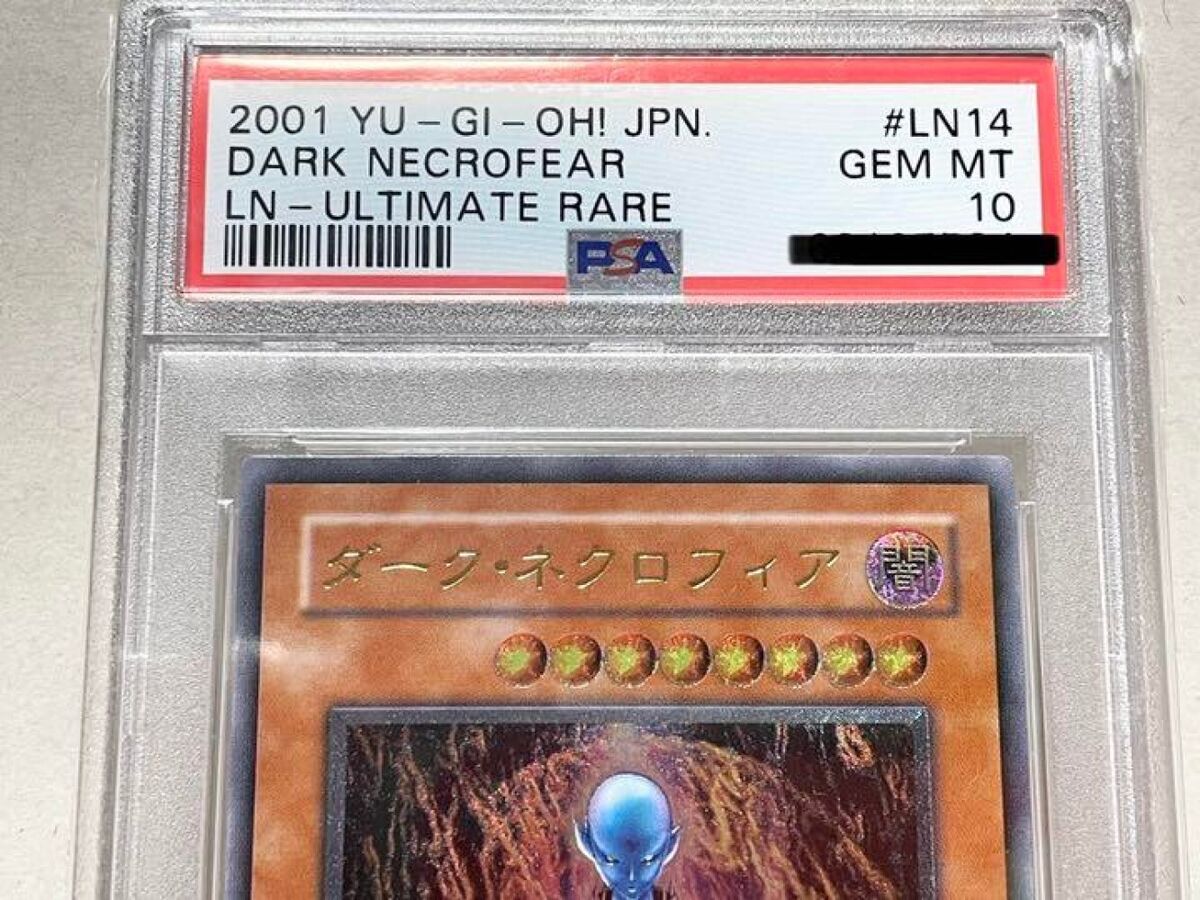 2001 YU-GI-OH! JPN. #LN14
DARK NECROFEAR GEM MT
LN-ULTIMATE RARE 10
PSA
ダーク・ネクロフィア 闇